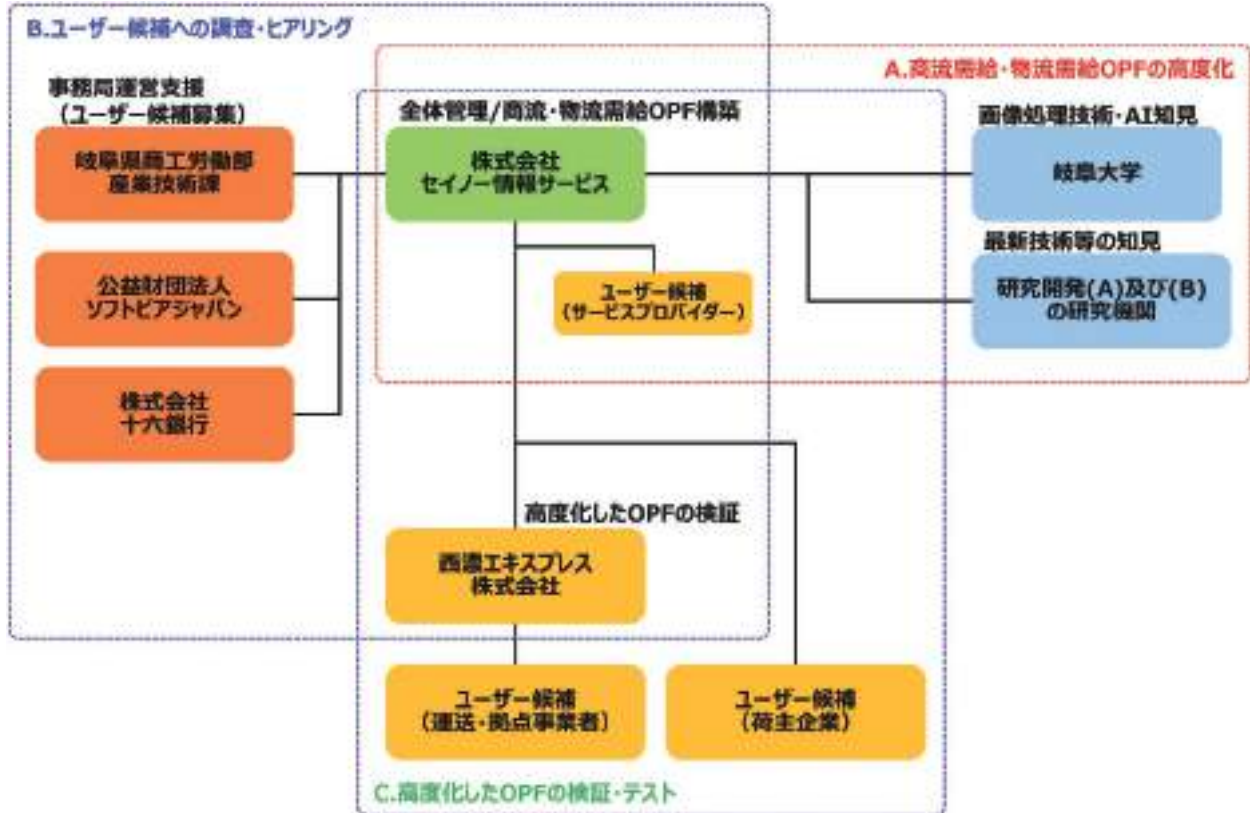 B.ユーザー候補への調査・ヒアリング
A.商流需給・物流需給OPFの高度化
事務局運営支援
(ユーザー候補募集)
岐阜県商工労働部
産業技術課
公益財団法人
ソフトピアジャパン
株式会社
十六銀行
全体管理/商流・物流需給OPF構築
株式会社
セイノー情報サービス
ユーザー候補
(サービスプロバイダー)
画像処理技術・AI知見
岐阜大学
最新技術等の知見
研究開発(A)及び(B)
の研究機関
高度化したOPFの検証
西濃エキスプレス
株式会社
ユーザー候補
(運送・拠点事業者)
ユーザー候補
(荷主企業)
C.高度化したOPFの検証・テスト